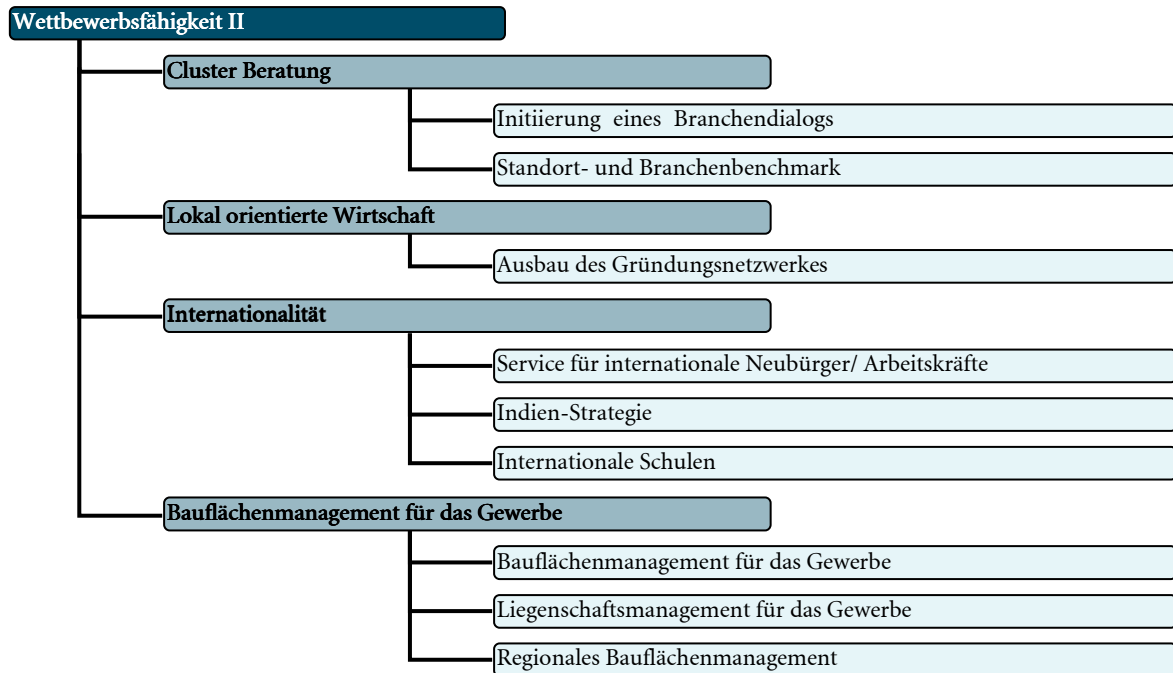 Wettbewerbsfähigkeit II
Cluster Beratung
Initiierung eines Branchendialogs
Standort- und Branchenbenchmark
Lokal orientierte Wirtschaft
Ausbau des Gründungsnetzwerkes
Internationalität
Service für internationale Neubürger/ Arbeitskräfte
Indien-Strategie
Internationale Schulen
Bauflächenmanagement für das Gewerbe
Bauflächenmanagement für das Gewerbe
Liegenschaftsmanagement für das Gewerbe
Regionales Bauflächenmanagement